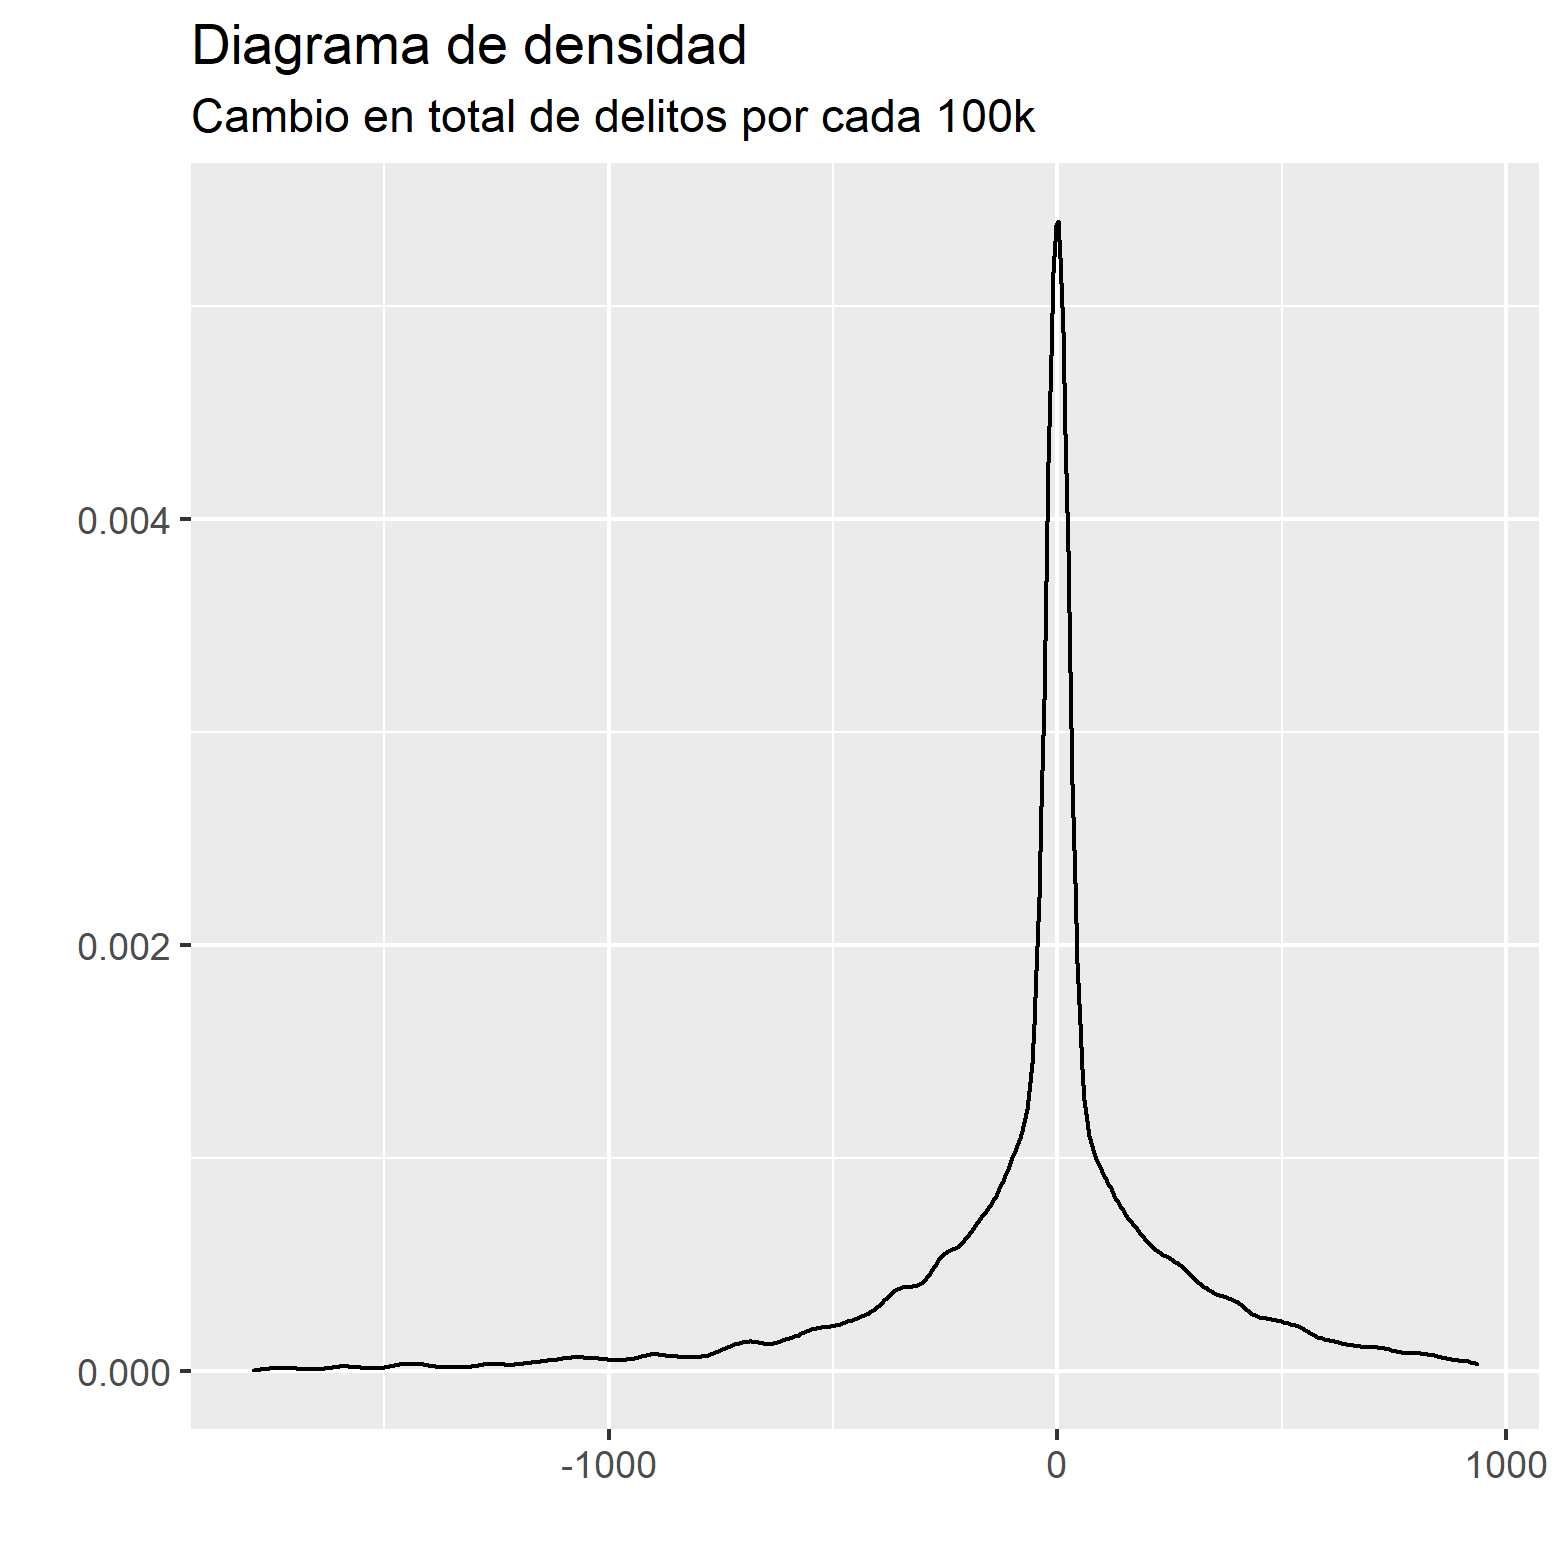 Diagrama de densidad
Cambio en total de delitos por cada 100k
0.004
0.002
0.000
-1000 0 1000